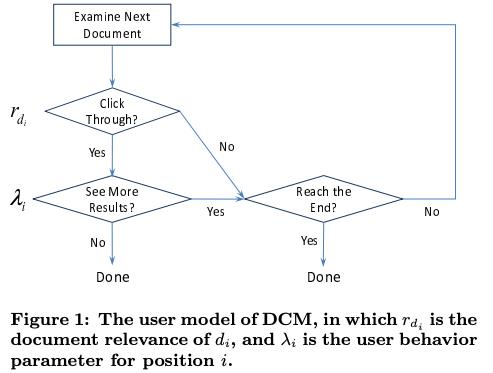 Examine Next
Document
Click
Through?
r_{d_i}
No
Yes
See More
Results?
λ_i
Yes
Reach the
End?
No
No
Yes
Done
Done
Figure 1: The user model of DCM, in which r_{d_i} is the
document relevance of d_i, and λ_i is the user behavior
parameter for position i.